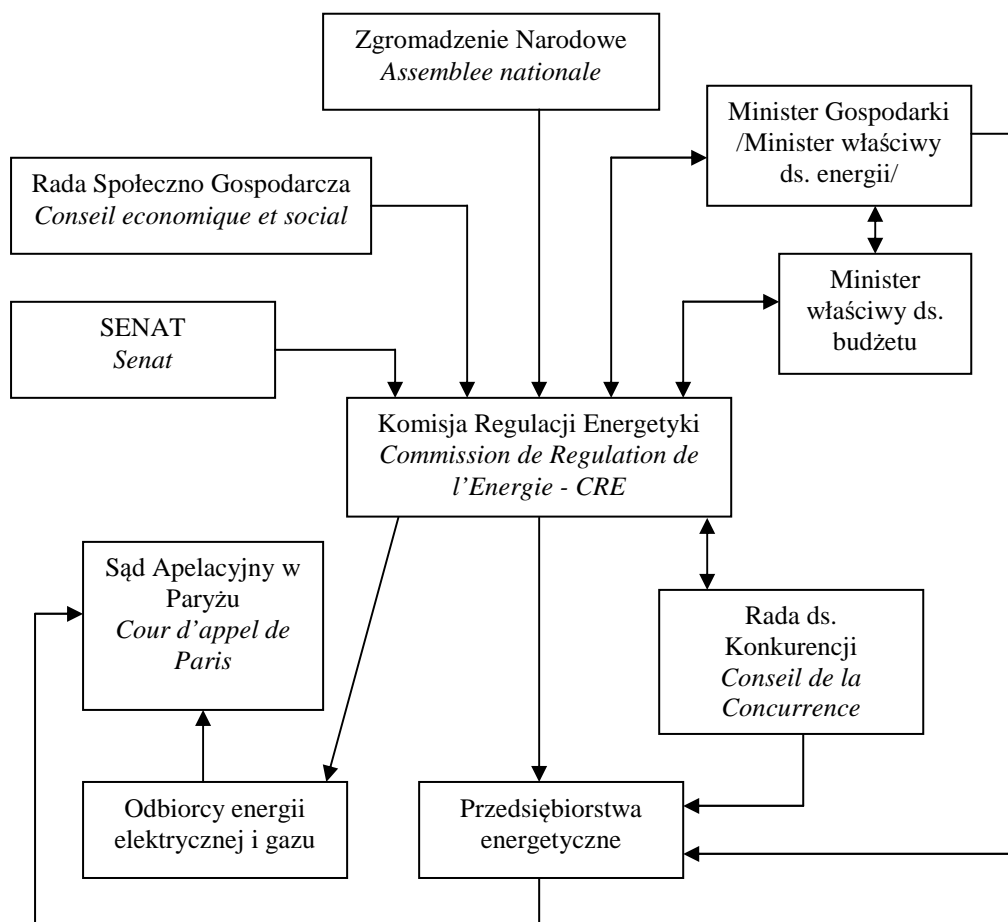 Zgromadzenie Narodowe
Assemblee nationale
Minister Gospodarki
/Minister właściwy
ds. energii/
Rada Społeczno Gospodarcza
Conseil economique et social
Minister
właściwy ds.
budżetu
SENAT
Senat
Komisja Regulacji Energetyki
Commission de Regulation de
l’Energie - CRE
Sąd Apelacyjny w
Paryżu
Cour d’appel de
Paris
Rada ds.
Konkurencji
Conseil de la
Concurrence
Odbiorcy energii
elektrycznej i gazu
Przedsiębiorstwa
energetyczne